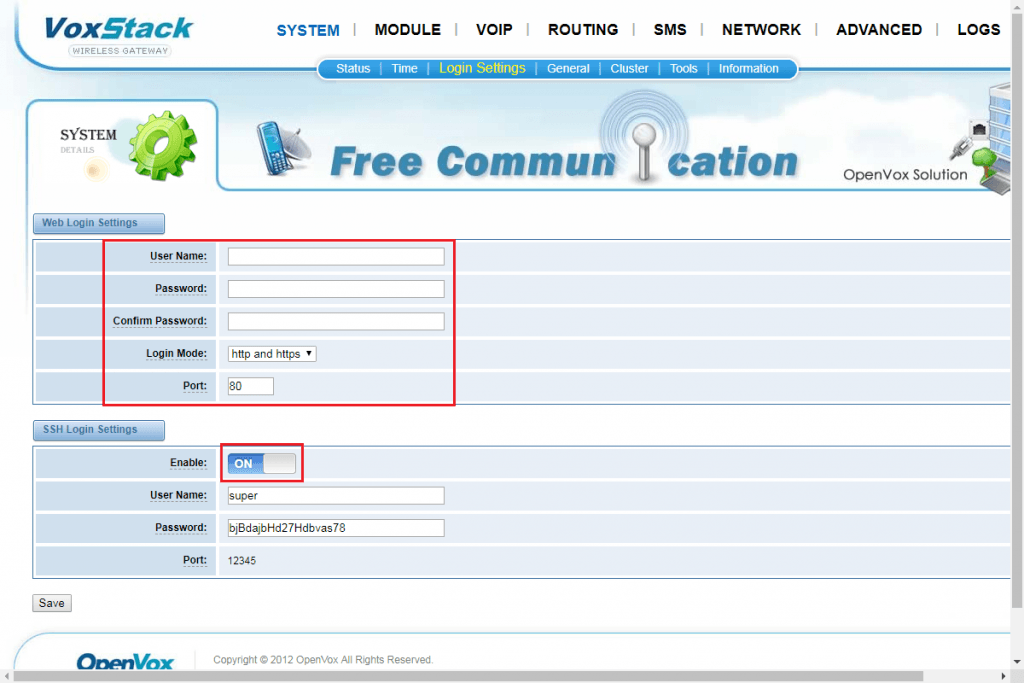 VoxStack
WIRELESS GATEWAY
SYSTEM | MODULE | VOIP | ROUTING | SMS | NETWORK | ADVANCED | LOGS
Status | Time | Login Settings | General | Cluster | Tools | Information
SYSTEM
DETAILS
Free Communication
OpenVox Solution
Web Login Settings
User Name:
Password:
Confirm Password:
Login Mode: http and https
Port: 80
SSH Login Settings
Enable: ON
User Name: super
Password: bjBdajbHd27Hdbvas78
Port: 12345
Save
OpenVox Copyright © 2012 OpenVox All Rights Reserved.